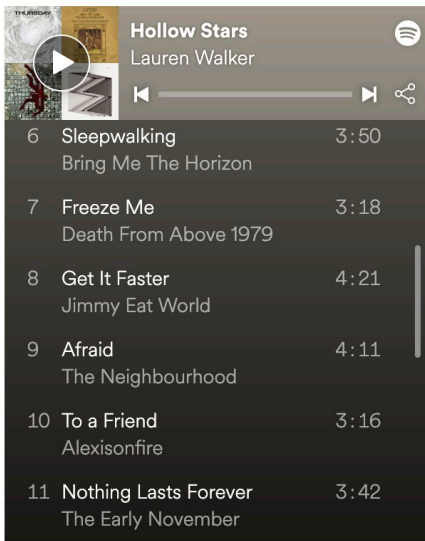 THURSDAY
Hollow Stars
Lauren Walker
6 Sleepwalking 3:50
Bring Me The Horizon
7 Freeze Me 3:18
Death From Above 1979
8 Get It Faster 4:21
Jimmy Eat World
9 Afraid 4:11
The Neighbourhood
10 To a Friend 3:16
Alexisonfire
11 Nothing Lasts Forever 3:42
The Early November